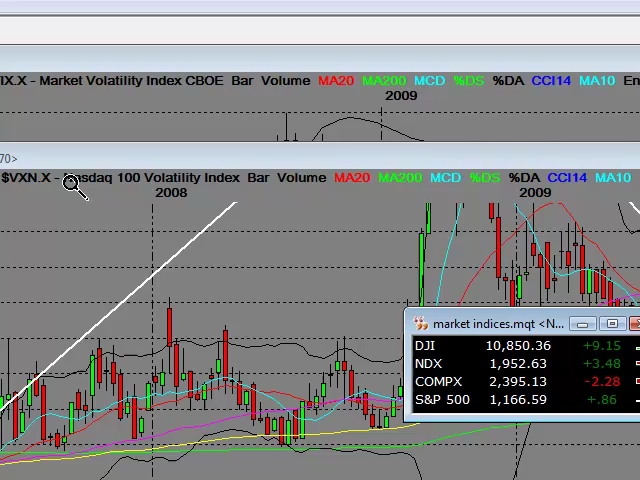 IX.X - Market Volatility Index CBOE Bar Volume MA20 MA200 MCD %DS %DA CCI14 MA10 En
2009
70>
$VXN.X - Nasdaq 100 Volatility Index Bar Volume MA20 MA200 MCD %DS %DA CCI14 MA10
2008 2009
market indices.mqt <N...
DJI 10,850.36 +9.15
NDX 1,952.63 +3.48
COMPX 2,395.13 -2.28
S&P 500 1,166.59 +.86